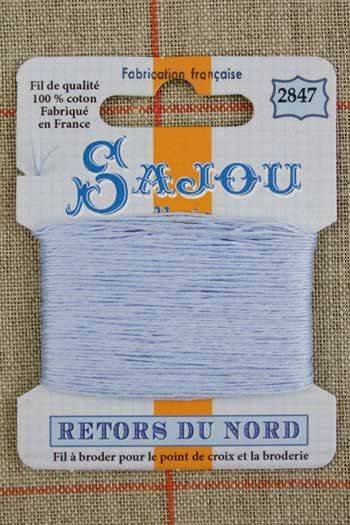 Fabrication française
Fil de qualité
100 % coton
Fabriqué
en France
2847
SAJOU
RETORS DU NORD
Fil à broder pour le point de croix et la broderie